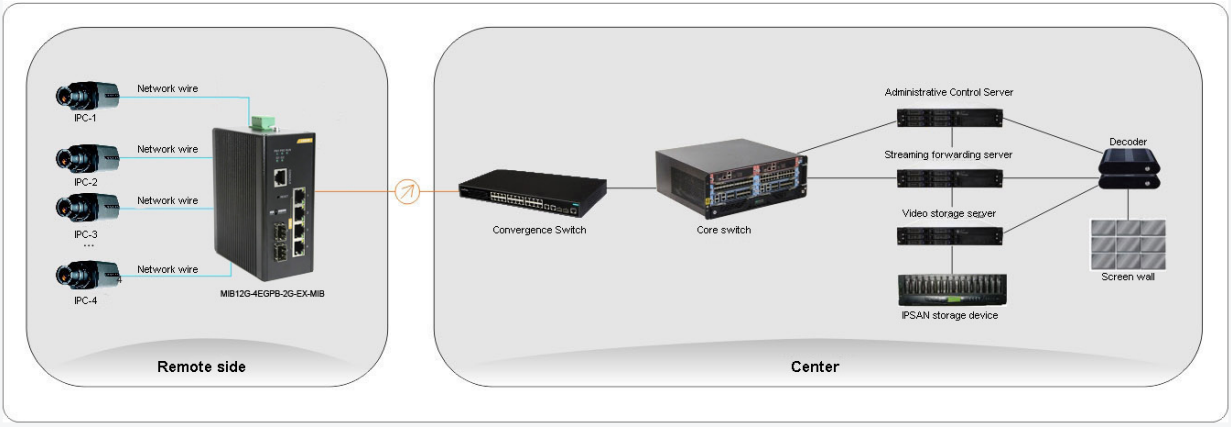 Network wire
IPC-1
Network wire
IPC-2
Network wire
IPC-3
...
Network wire
IPC-4
MIB12G-4EGPB-2G-EX-MIB
Remote side
Convergence Switch
Core switch
Administrative Control Server
Streaming forwarding server
Video storage server
IPSAN storage device
Decoder
Screen wall
Center